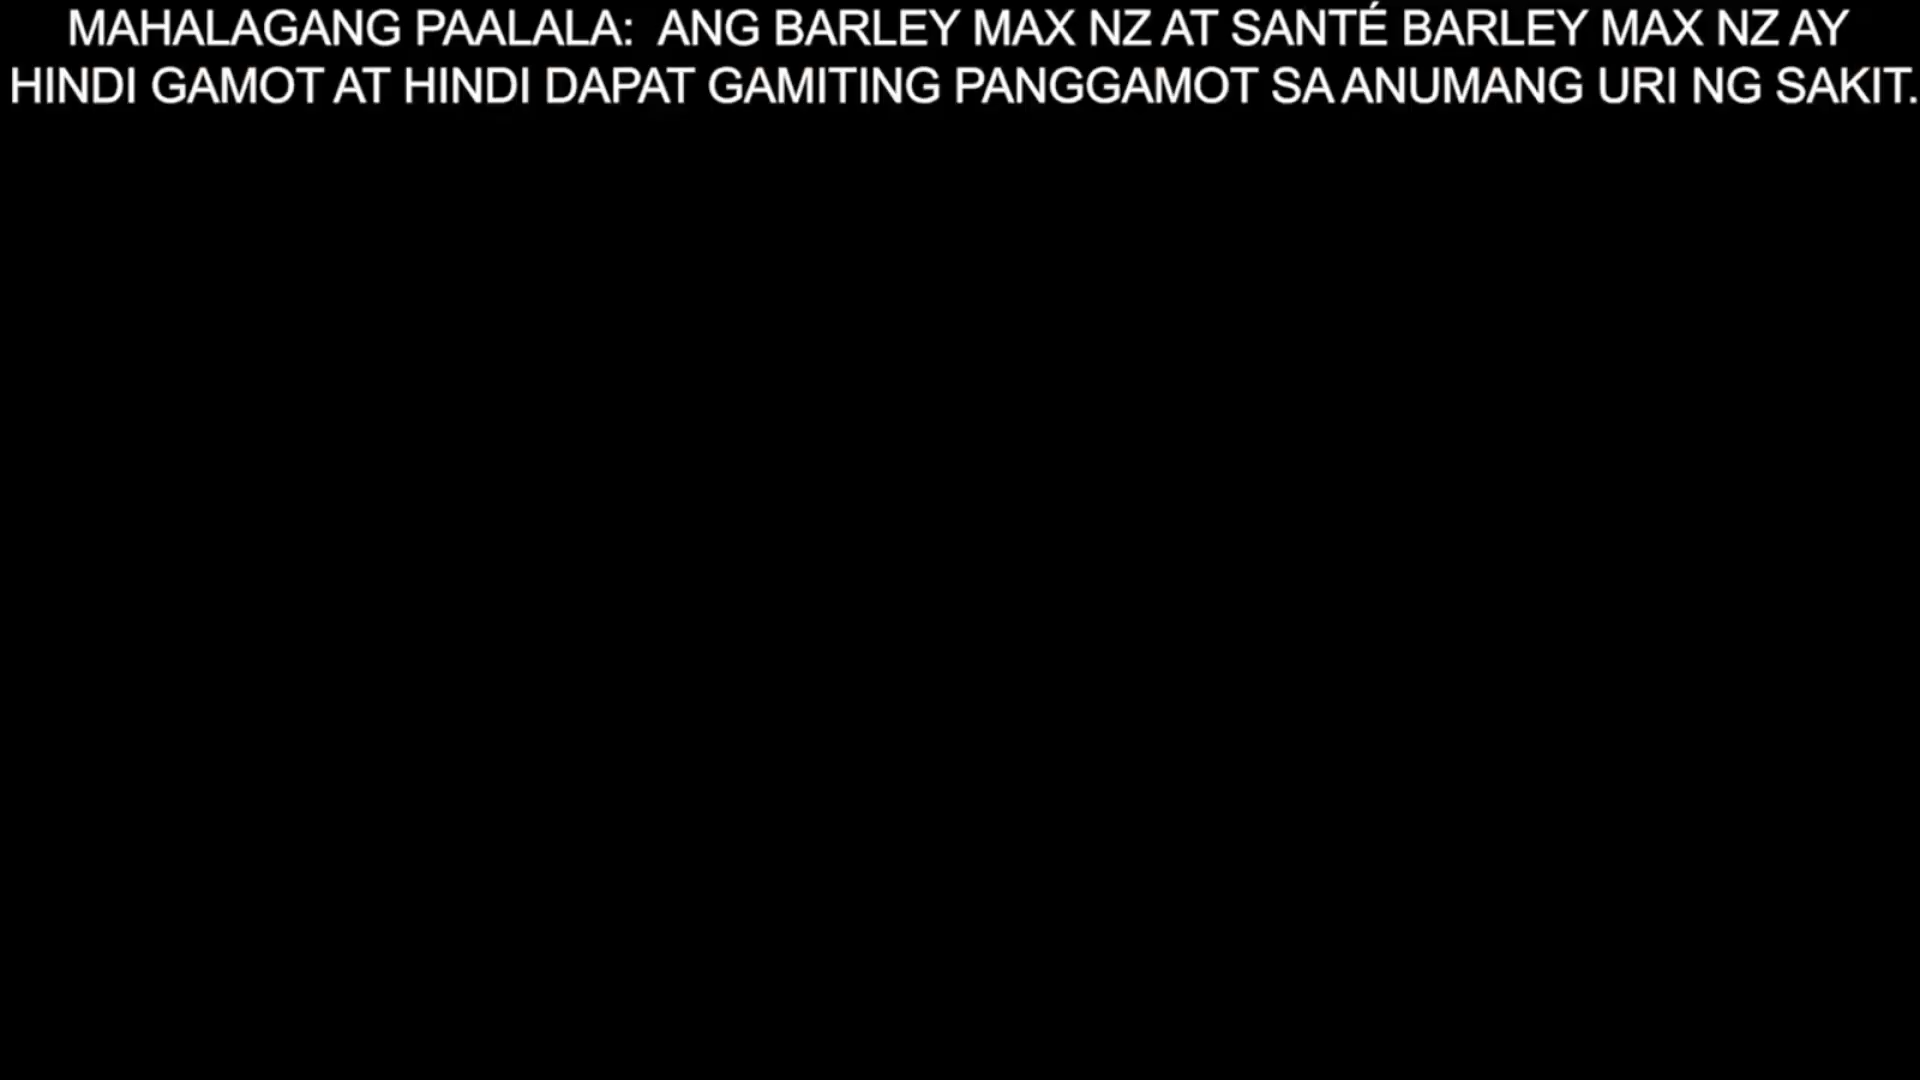 MAHALAGANG PAALALA: ANG BARLEY MAX NZ AT SANTÉ BARLEY MAX NZ AY
HINDI GAMOT AT HINDI DAPAT GAMITING PANGGAMOT SA ANUMANG URI NG SAKIT.